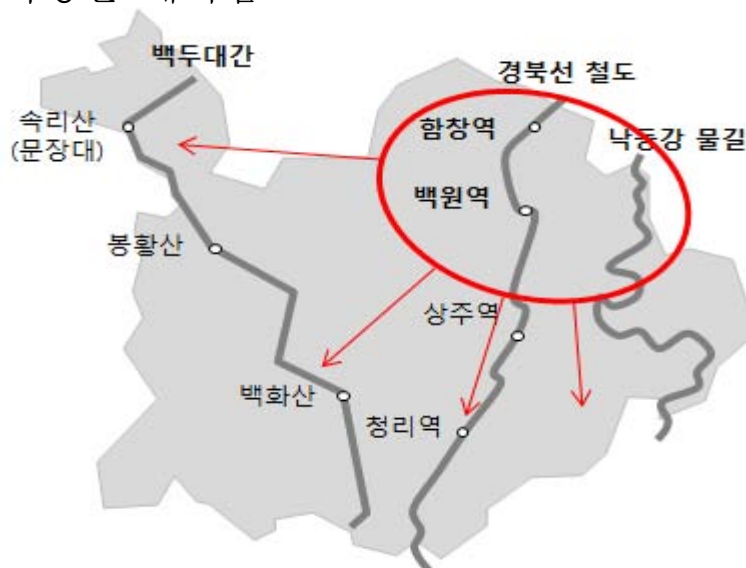 백두대간
경북선 철도
속리산
(문장대)
함창역
낙동강 물길
백원역
봉황산
상주역
백화산
청리역